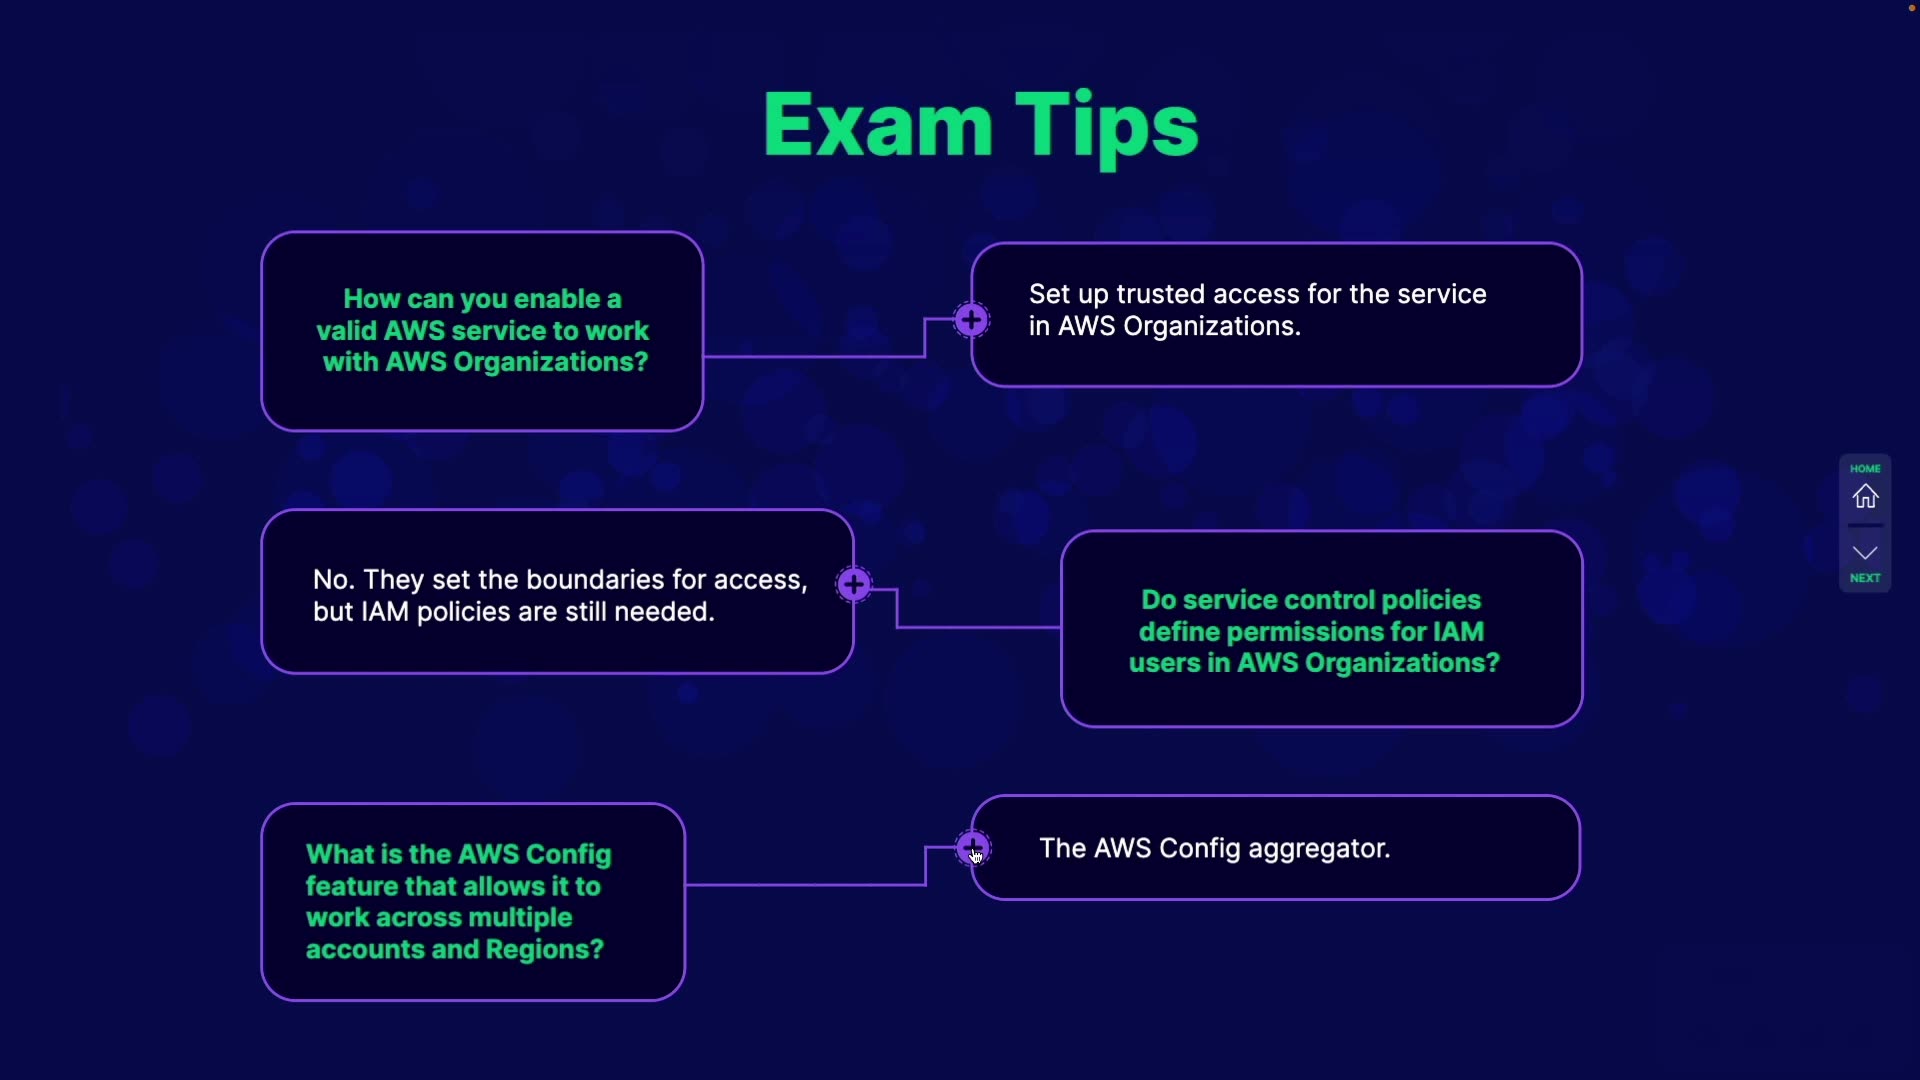 Exam Tips
How can you enable a
valid AWS service to work
with AWS Organizations?
Set up trusted access for the service
in AWS Organizations.
No. They set the boundaries for access,
but IAM policies are still needed.
Do service control policies
define permissions for IAM
users in AWS Organizations?
What is the AWS Config
feature that allows it to
work across multiple
accounts and Regions?
The AWS Config aggregator.
HOME
NEXT